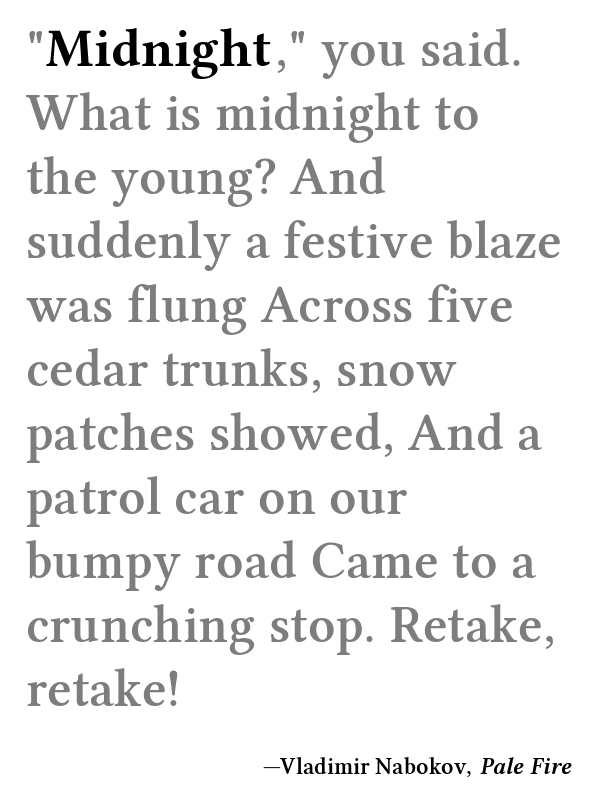 "Midnight," you said.
What is midnight to
the young? And
suddenly a festive blaze
was flung Across five
cedar trunks, snow
patches showed, And a
patrol car on our
bumpy road Came to a
crunching stop. Retake,
retake!
—Vladimir Nabokov, Pale Fire